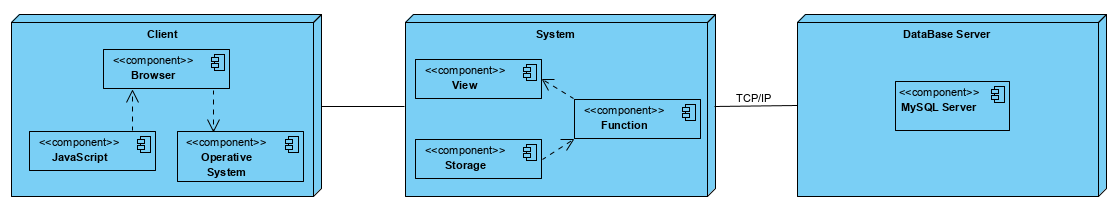 Client
<<component>>
Browser
<<component>>
JavaScript
<<component>>
Operative
System
System
<<component>>
View
<<component>>
Function
<<component>>
Storage
TCP/IP
DataBase Server
<<component>>
MySQL Server